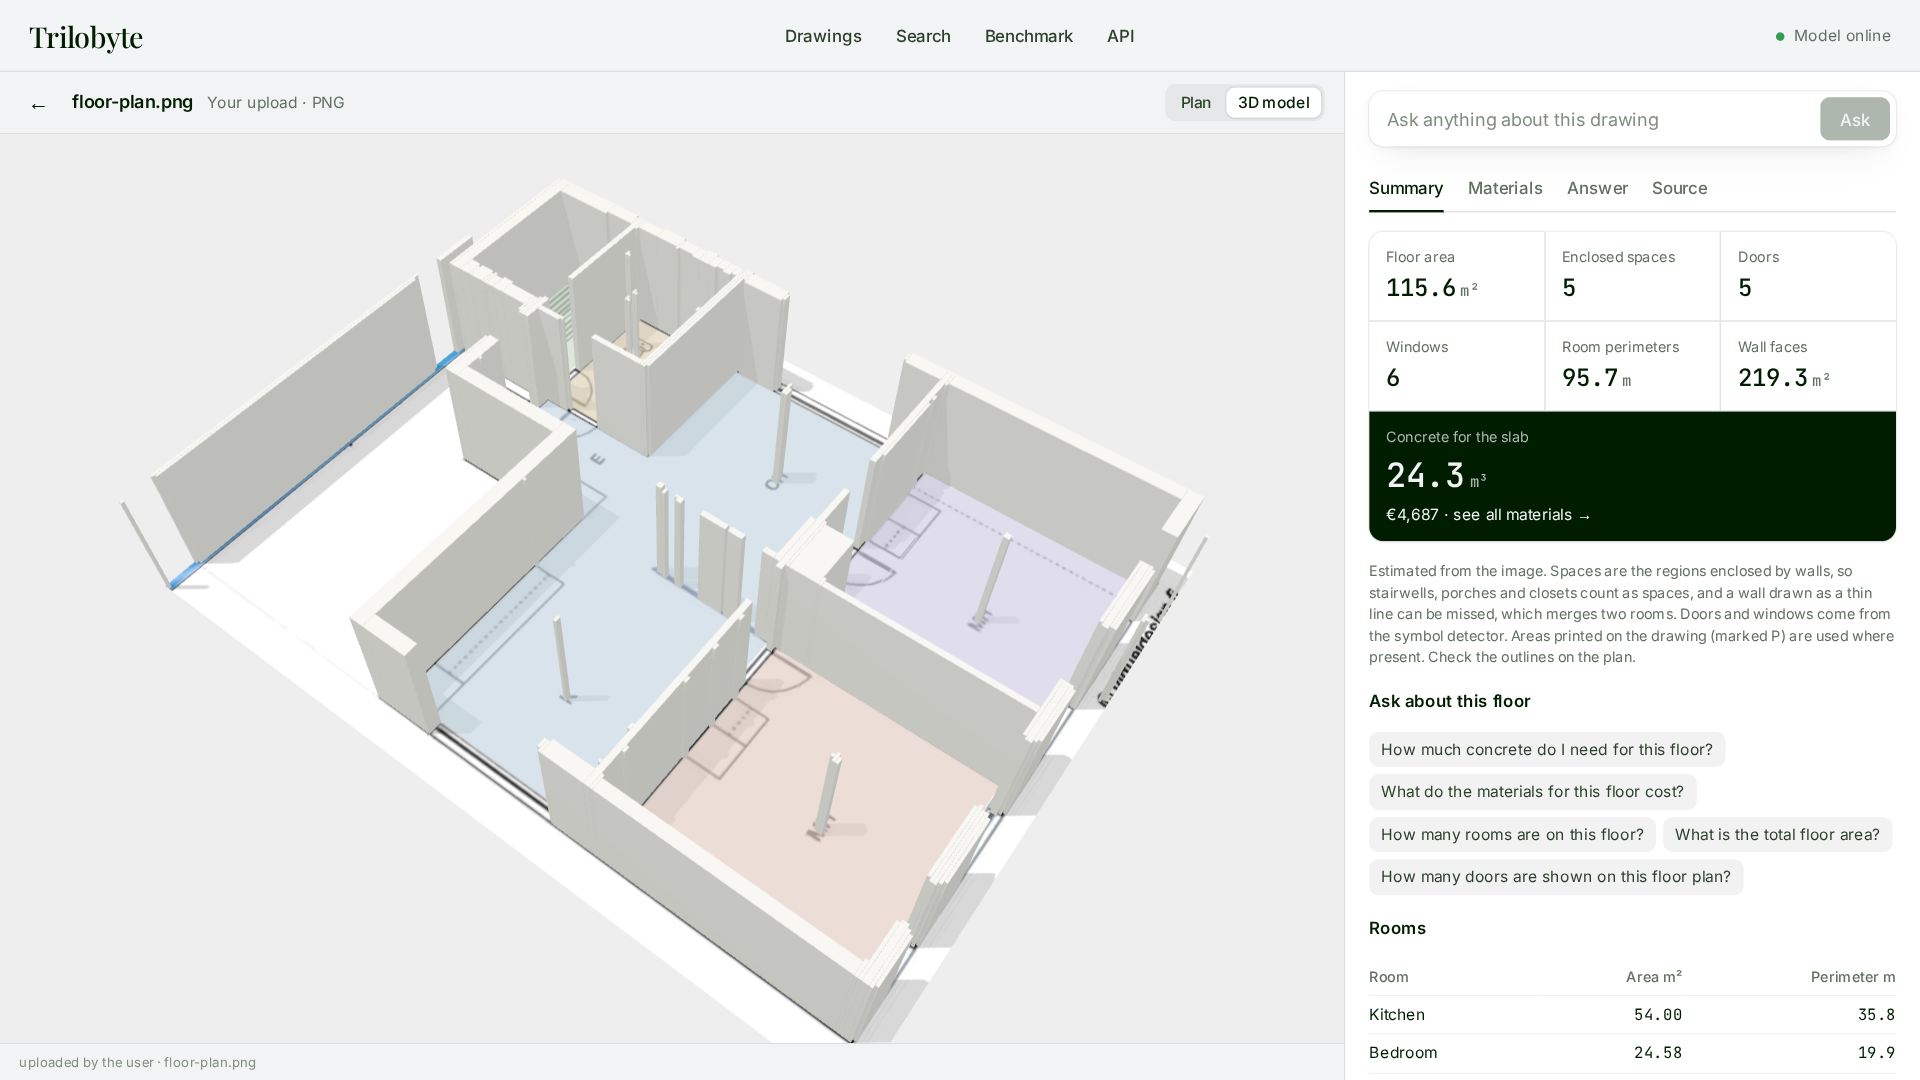 Trilobyte
Drawings
Search
Benchmark
API
Model online
← floor-plan.png
Your upload · PNG
Plan
3D model
E
uploaded by the user · floor-plan.png
Ask anything about this drawing
Ask
Summary
Materials
Answer
Source
Floor area
115.6 m²
Enclosed spaces
5
Doors
5
Windows
6
Room perimeters
95.7 m
Wall faces
219.3 m²
Concrete for the slab
24.3 m³
€4,687 · see all materials →
Estimated from the image. Spaces are the regions enclosed by walls, so
stairwells, porches and closets count as spaces, and a wall drawn as a thin
line can be missed, which merges two rooms. Doors and windows come from
the symbol detector. Areas printed on the drawing (marked P) are used where
present. Check the outlines on the plan.
Ask about this floor
How much concrete do I need for this floor?
What do the materials for this floor cost?
How many rooms are on this floor?
What is the total floor area?
How many doors are shown on this floor plan?
Rooms
Room
Area m²
Perimeter m
Kitchen
54.00
35.8
Bedroom
24.58
19.9